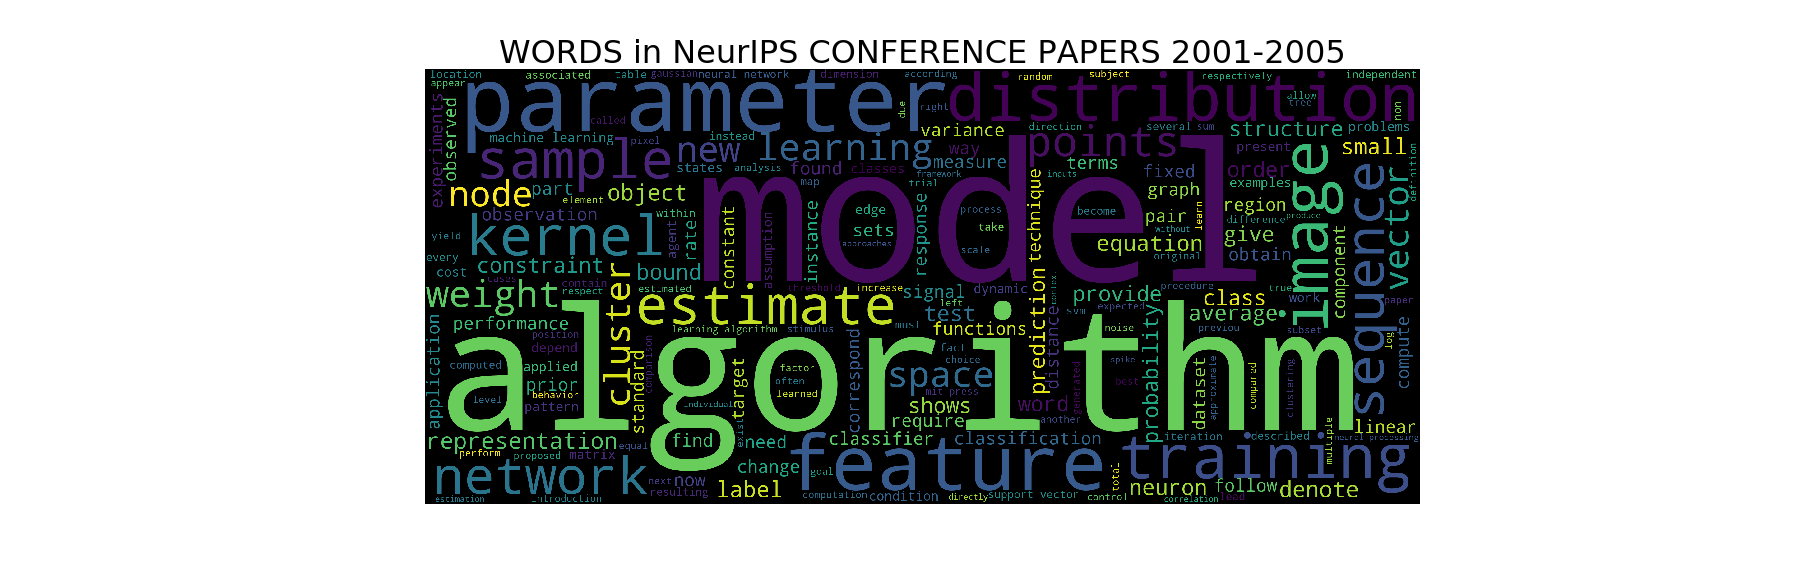 WORDS in NeurIPS CONFERENCE PAPERS 2001-2005
location
associated
table
gaussian
neural network
dimension
according
random
subject
respectively
independent
appear
parameter
distribution
allow
tree
non
due
right
experiments
observed
called
machine learning
pixel
instead
variance
direction
several
sum
structure
problems
sample
new
learning
way
points
present
small
states
analysis
found
classes
measure
terms
fixed
order
image
framework
inputs
node
part
element
object
map
trial
model
graph
examples
region
sequence
vector
definition
observation
within
edge
process
become
pair
difference
produce
learn
without
kernel
agent
rate
constant
assumption
instance
sets
response
take
technique
equation
give
yield
approaches
scale
original
obtain
component
every
cost
constraint
bound
cases
contain
respect
estimated
threshold
increase
signal
dynamic
context
procedure
true
weight
cluster
estimate
left
prediction
provide
expected
class
work
paper
svm
average
test
performance
learning algorithm
stimulus
must
functions
noise
previou
subset
log
application
position
depend
algorithm
comparison
correspond
fact
choice
distance
probability
compute
computed
applied
standard
target
factor
often
learned
space
spike
best
dataset
approximate
compared
clustering
prior
behavior
level
pattern
individual
mit press
generated
shows
word
another
require
exist
linear
representation
equal
find
need
classifier
classification
iteration
described
multiple
neural processing
perform
proposed
matrix
change
goal
feature
training
network
next
now
resulting
label
total
neuron
follow
denote
estimation
introduction
computation
condition
directly
support vector
control
correlation
lead